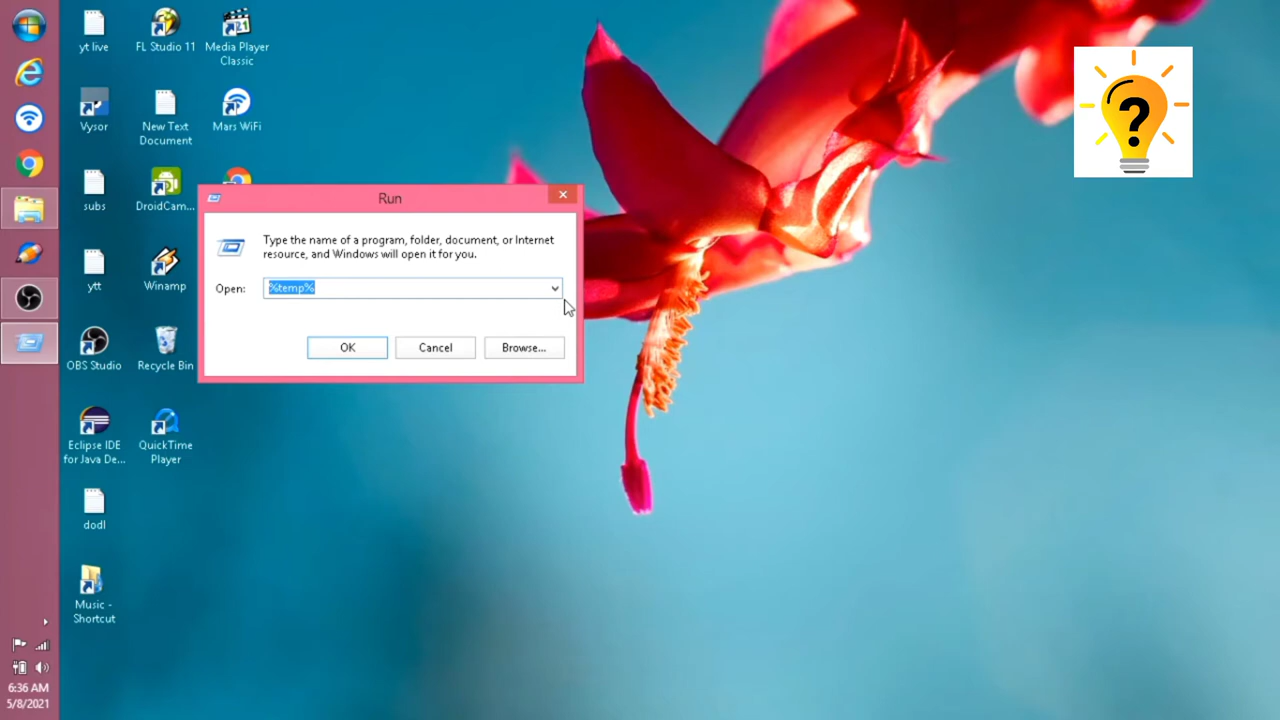 yt live
FL Studio 11
Media Player
Classic
21
Vysor
New Text
Document
Mars WiFi
subs
DroidCam...
ytt
Winamp
OBS Studio
Recycle Bin
Eclipse IDE
for Java De...
QuickTime
Player
dodl
Music -
Shortcut
Run
Type the name of a program, folder, document, or Internet
resource, and Windows will open it for you.
Open:
%temp%
OK
Cancel
Browse...
?
6:36 AM
5/8/2021